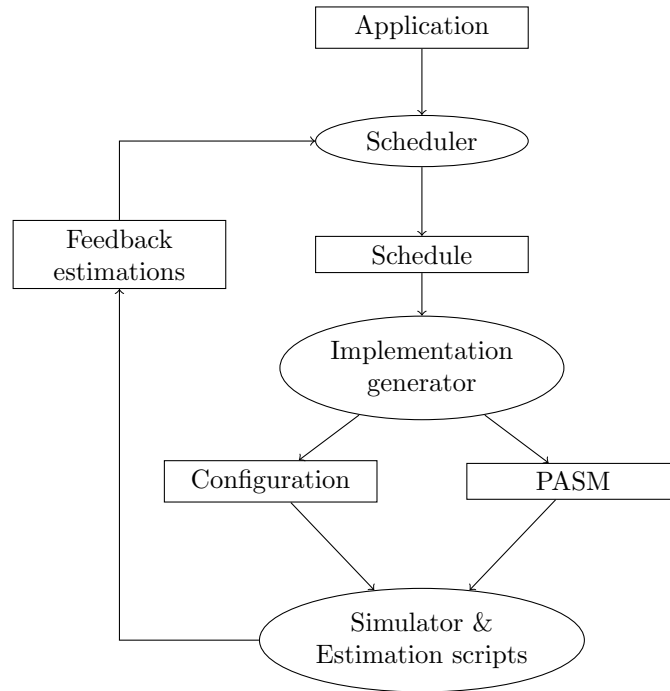 Application
Scheduler
Feedback
estimations
Schedule
Implementation
generator
Configuration
PASM
Simulator &
Estimation scripts